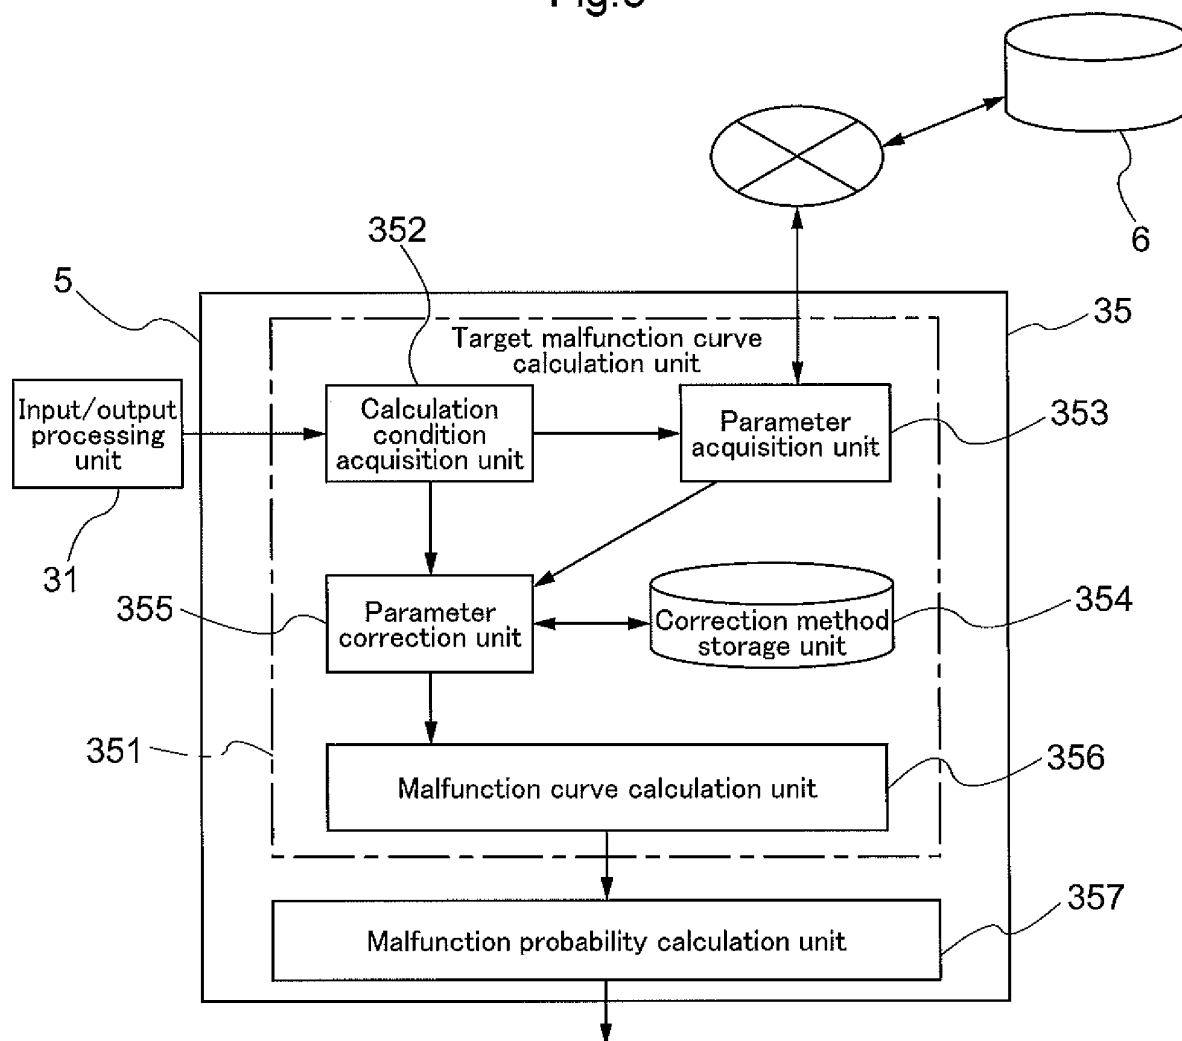 6
352
5
35
Target malfunction curve
calculation unit
Input/output
processing
unit
31
Calculation
condition
acquisition unit
Parameter
acquisition unit
353
355
Parameter
correction unit
Correction method
storage unit
354
351
Malfunction curve calculation unit
356
Malfunction probability calculation unit
357